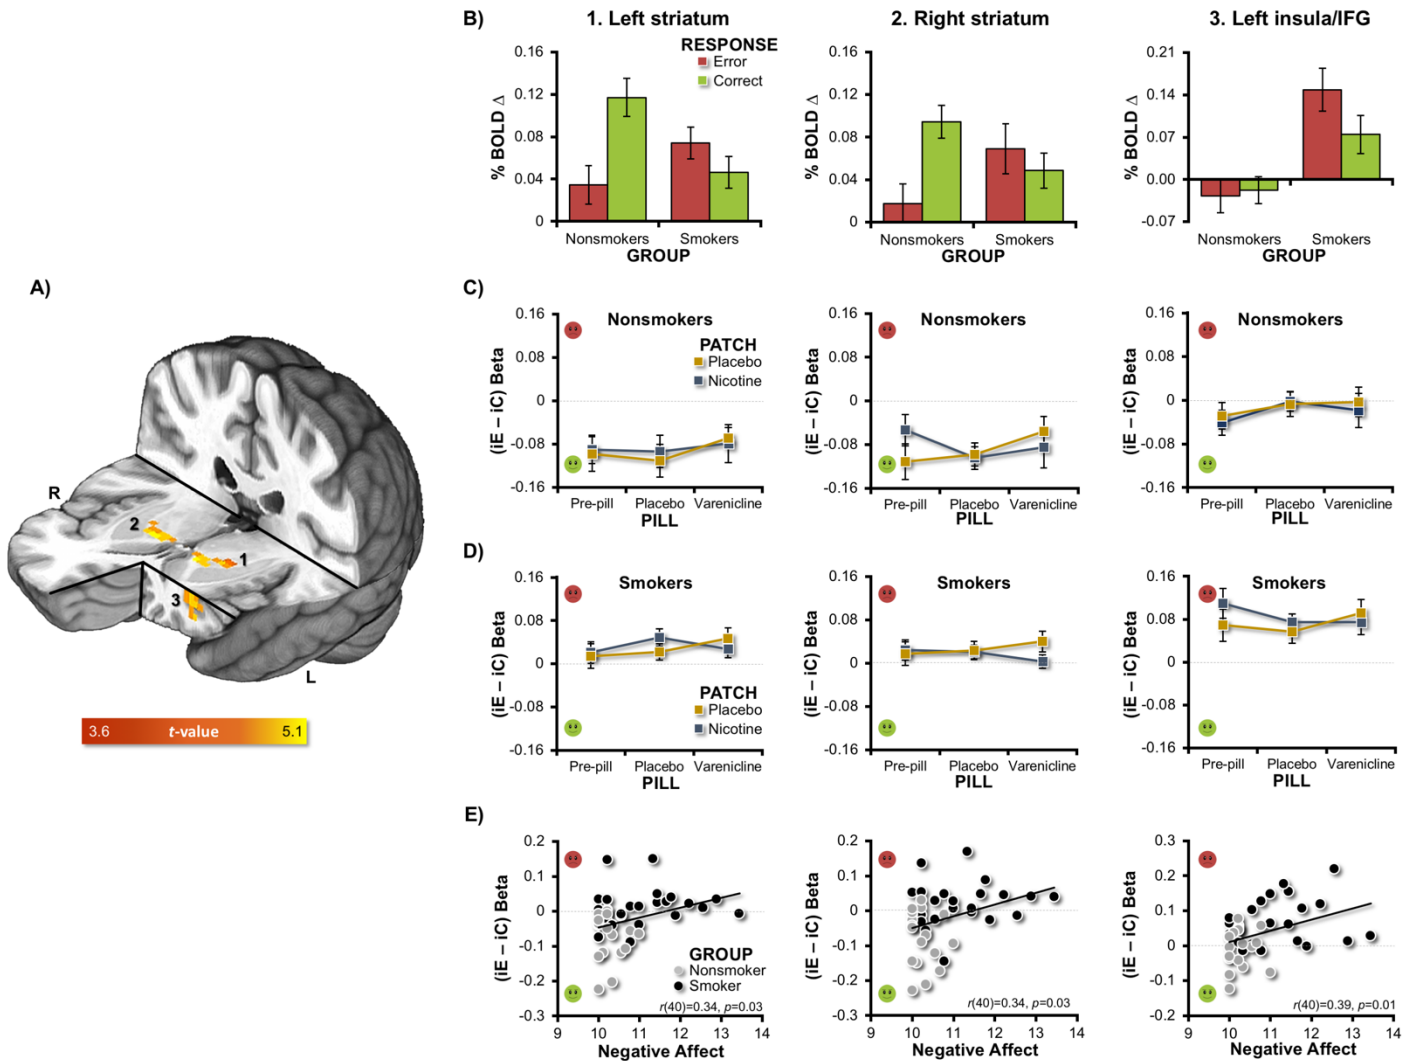 B)
1. Left striatum
2. Right striatum
3. Left insula/IFG
% BOLD Δ
0.16
0.12
0.08
0.04
0
RESPONSE
Error
Correct
Nonsmokers
Smokers
GROUP
% BOLD Δ
0.16
0.12
0.08
0.04
0
Nonsmokers
Smokers
GROUP
% BOLD Δ
0.21
0.14
0.07
0.00
-0.07
Nonsmokers
Smokers
GROUP
A)
R
2
1
3
L
3.6
t-value
5.1
C)
(iE – iC) Beta
0.16
0.08
0
-0.08
-0.16
Nonsmokers
PATCH
Placebo
Nicotine
Pre-pill
Placebo
Varenicline
PILL
(iE – iC) Beta
0.16
0.08
0
-0.08
-0.16
Nonsmokers
Pre-pill
Placebo
Varenicline
PILL
(iE – iC) Beta
0.16
0.08
0
-0.08
-0.16
Nonsmokers
Pre-pill
Placebo
Varenicline
PILL
D)
(iE – iC) Beta
0.16
0.08
0
-0.08
-0.16
Smokers
PATCH
Placebo
Nicotine
Pre-pill
Placebo
Varenicline
PILL
(iE – iC) Beta
0.16
0.08
0
-0.08
-0.16
Smokers
Pre-pill
Placebo
Varenicline
PILL
(iE – iC) Beta
0.16
0.08
0
-0.08
-0.16
Smokers
Pre-pill
Placebo
Varenicline
PILL
E)
(iE – iC) Beta
0.2
0.1
0
-0.1
-0.2
-0.3
GROUP
Nonsmoker
Smoker
r(40)=0.34, p=0.03
9 10 11 12 13 14
Negative Affect
(iE – iC) Beta
0.2
0.1
0
-0.1
-0.2
-0.3
r(40)=0.34, p=0.03
9 10 11 12 13 14
Negative Affect
(iE – iC) Beta
0.3
0.2
0.1
0
-0.1
-0.2
r(40)=0.39, p=0.01
9 10 11 12 13 14
Negative Affect